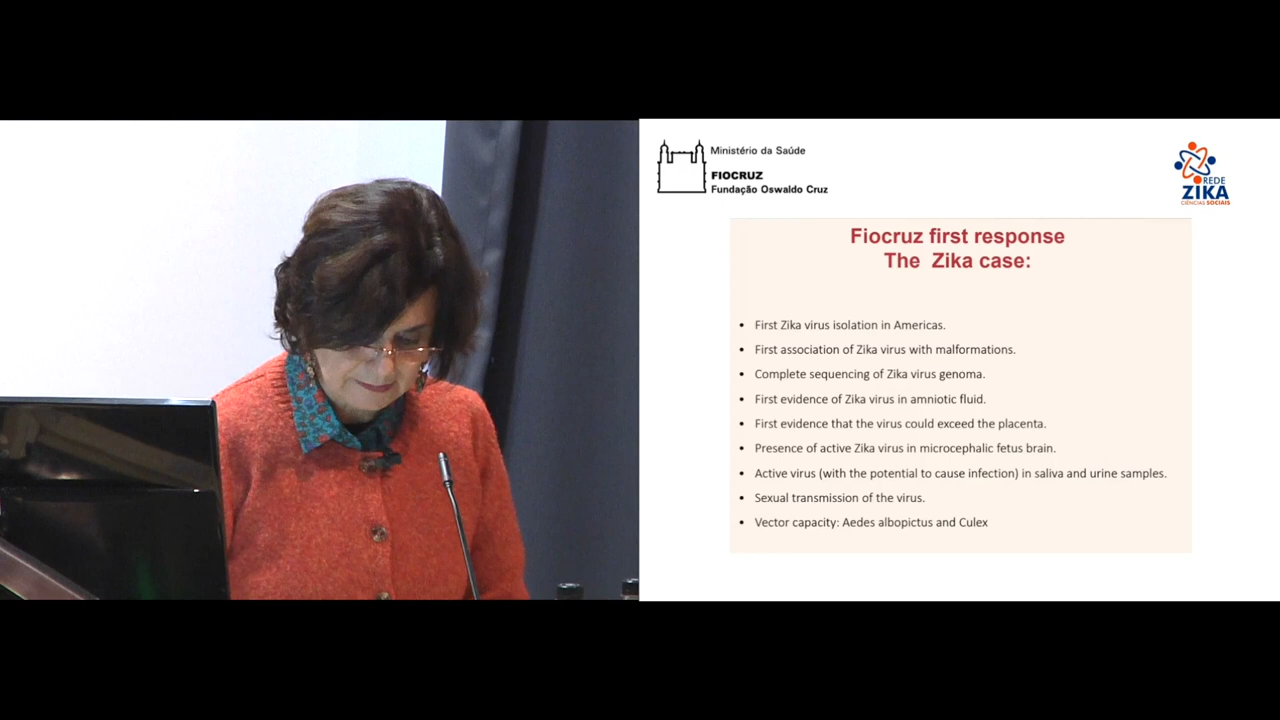 Ministério da Saúde
FIOCRUZ
Fundação Oswaldo Cruz
REDE
ZIKA
CIÊNCIAS SOCIAIS
Fiocruz first response
The Zika case:
• First Zika virus isolation in Americas.
• First association of Zika virus with malformations.
• Complete sequencing of Zika virus genoma.
• First evidence of Zika virus in amniotic fluid.
• First evidence that the virus could exceed the placenta.
• Presence of active Zika virus in microcephalic fetus brain.
• Active virus (with the potential to cause infection) in saliva and urine samples.
• Sexual transmission of the virus.
• Vector capacity: Aedes albopictus and Culex